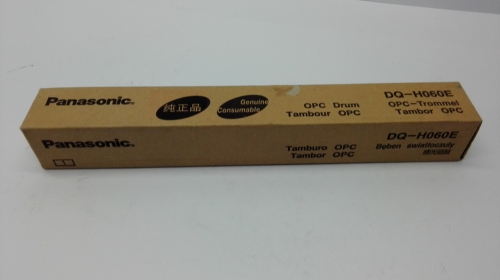 Panasonic®
纯正品
Genuine
Consumable
DQ-H060E
OPC Drum OPC-Trommel
Tambour OPC Tambor OPC
Panasonic®
DQ-H060E
Tamburo OPC Bęben światłoczuły
Tambor OPC